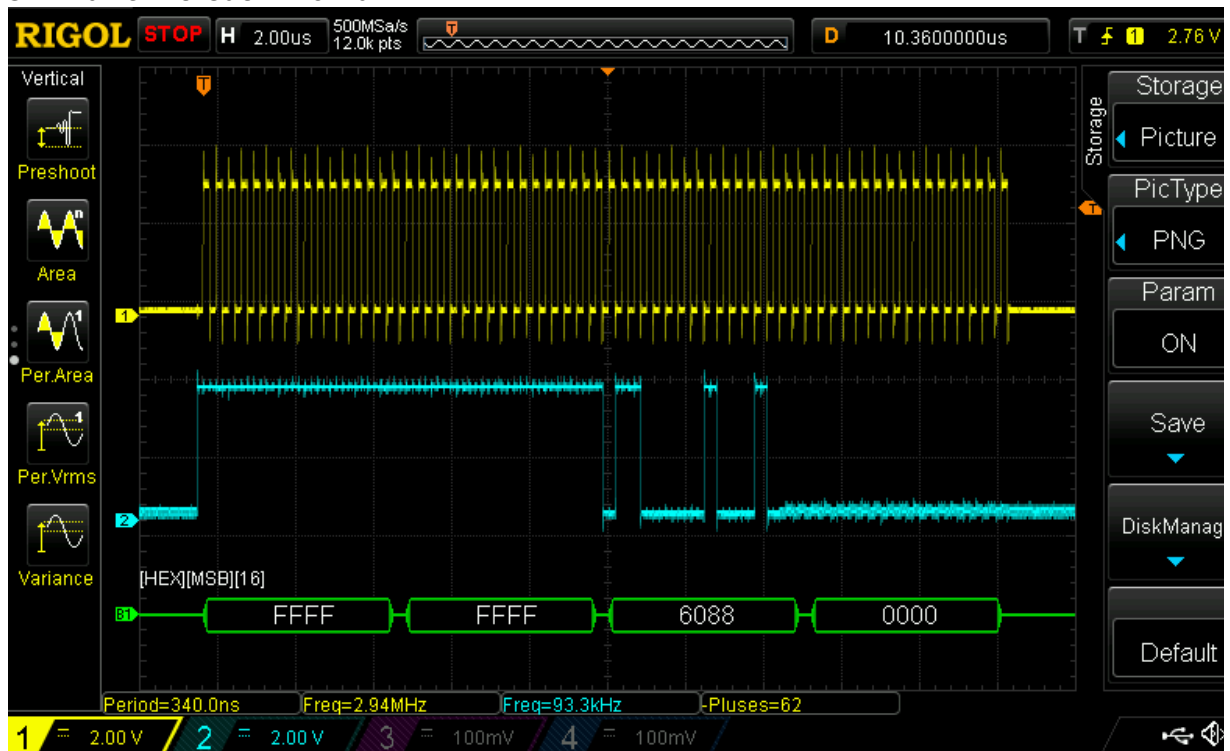 RIGOL STOP H 2.00us 500MSa/s 12.0k pts D 10.3600000us T 1 2.76 V
Vertical
Preshoot
Area
Per.Area
Per.Vrms
Variance
T
1
2
[HEX][MSB][16]
B1 FFFF FFFF 6088 0000
Storage
Storage
Picture
PicType
PNG
Param
ON
Save
DiskManag
Default
Period=340.0ns Freq=2.94MHz Freq=93.3kHz -Pluses=62
1 = 2.00 V 2 = 2.00 V 3 = 100mV 4 = 100mV